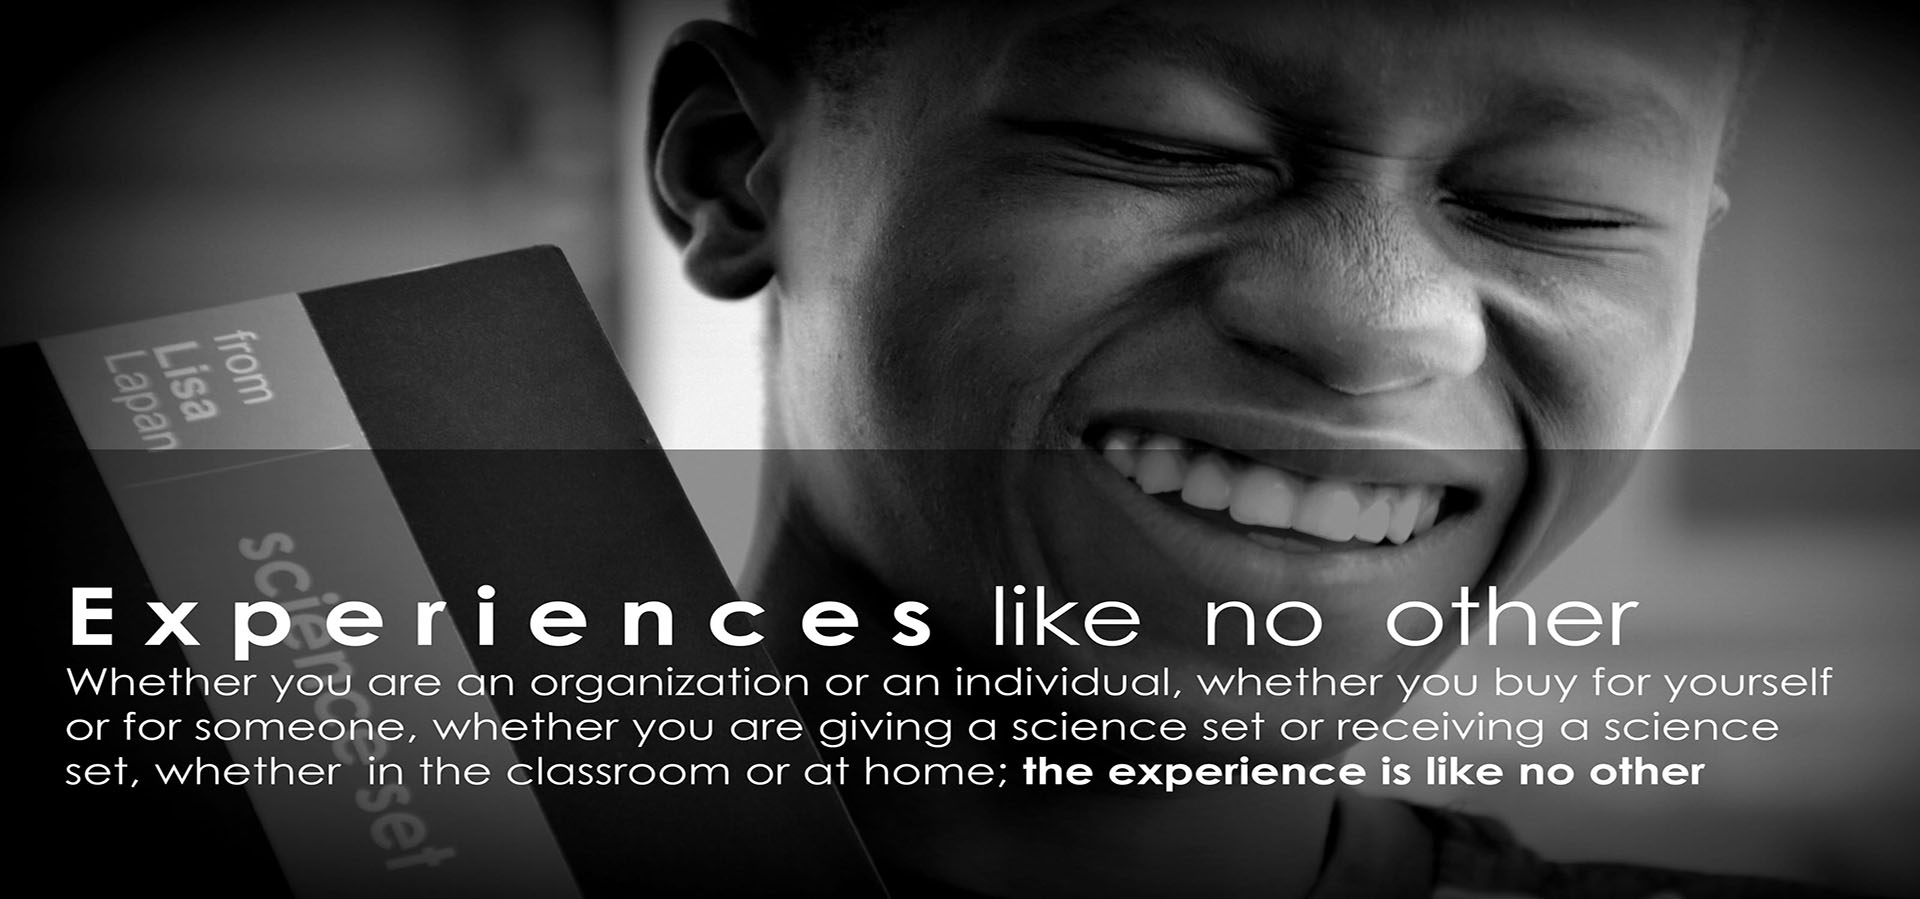 from
Lisa
Lapan
science set
Experiences like no other
Whether you are an organization or an individual, whether you buy for yourself
or for someone, whether you are giving a science set or receiving a science
set, whether in the classroom or at home; the experience is like no other